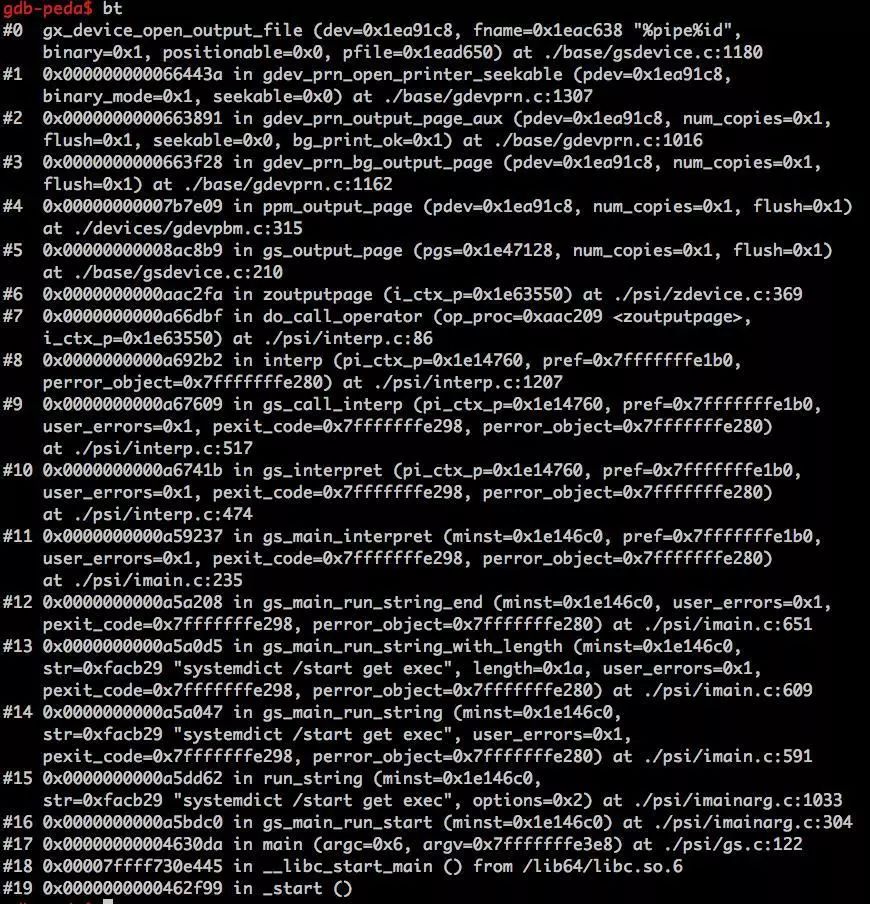 gdb-peda$ bt
#0 gx_device_open_output_file (dev=0x1ea91c8, fname=0x1eac638 "%pipe%id",
binary=0x1, positionable=0x0, pfile=0x1ead650) at ./base/gsdevice.c:1180
#1 0x000000000066443a in gdev_prn_open_printer_seekable (pdev=0x1ea91c8,
binary_mode=0x1, seekable=0x0) at ./base/gdevprn.c:1307
#2 0x0000000000663891 in gdev_prn_output_page_aux (pdev=0x1ea91c8, num_copies=0x1,
flush=0x1, seekable=0x0, bg_print_ok=0x1) at ./base/gdevprn.c:1016
#3 0x0000000000663f28 in gdev_prn_bg_output_page (pdev=0x1ea91c8, num_copies=0x1,
flush=0x1) at ./base/gdevprn.c:1162
#4 0x00000000007b7e09 in ppm_output_page (pdev=0x1ea91c8, num_copies=0x1, flush=0x1)
at ./devices/gdevpbm.c:315
#5 0x00000000008ac8b9 in gs_output_page (pgs=0x1e47128, num_copies=0x1, flush=0x1)
at ./base/gsdevice.c:210
#6 0x0000000000aac2fa in zoutputpage (i_ctx_p=0x1e63550) at ./psi/zdevice.c:369
#7 0x0000000000a66dbf in do_call_operator (op_proc=0xaac209 <zoutputpage>,
i_ctx_p=0x1e63550) at ./psi/interp.c:86
#8 0x0000000000a692b2 in interp (pi_ctx_p=0x1e14760, pref=0x7fffffffe1b0,
perror_object=0x7fffffffe280) at ./psi/interp.c:1207
#9 0x0000000000a67609 in gs_call_interp (pi_ctx_p=0x1e14760, pref=0x7fffffffe1b0,
user_errors=0x1, pexit_code=0x7fffffffe298, perror_object=0x7fffffffe280)
at ./psi/interp.c:517
#10 0x0000000000a6741b in gs_interpret (pi_ctx_p=0x1e14760, pref=0x7fffffffe1b0,
user_errors=0x1, pexit_code=0x7fffffffe298, perror_object=0x7fffffffe280)
at ./psi/interp.c:474
#11 0x0000000000a59237 in gs_main_interpret (minst=0x1e146c0, pref=0x7fffffffe1b0,
user_errors=0x1, pexit_code=0x7fffffffe298, perror_object=0x7fffffffe280)
at ./psi/imain.c:235
#12 0x0000000000a5a208 in gs_main_run_string_end (minst=0x1e146c0, user_errors=0x1,
pexit_code=0x7fffffffe298, perror_object=0x7fffffffe280) at ./psi/imain.c:651
#13 0x0000000000a5a0d5 in gs_main_run_string_with_length (minst=0x1e146c0,
str=0xfacb29 "systemdict /start get exec", length=0x1a, user_errors=0x1,
pexit_code=0x7fffffffe298, perror_object=0x7fffffffe280) at ./psi/imain.c:609
#14 0x0000000000a5a047 in gs_main_run_string (minst=0x1e146c0,
str=0xfacb29 "systemdict /start get exec", user_errors=0x1,
pexit_code=0x7fffffffe298, perror_object=0x7fffffffe280) at ./psi/imain.c:591
#15 0x0000000000a5dd62 in run_string (minst=0x1e146c0,
str=0xfacb29 "systemdict /start get exec", options=0x2) at ./psi/imainarg.c:1033
#16 0x0000000000a5bdc0 in gs_main_run_start (minst=0x1e146c0) at ./psi/imainarg.c:304
#17 0x00000000004630da in main (argc=0x6, argv=0x7fffffffe3e8) at ./psi/gs.c:122
#18 0x00007ffff730e445 in __libc_start_main () from /lib64/libc.so.6
#19 0x0000000000462f99 in _start ()